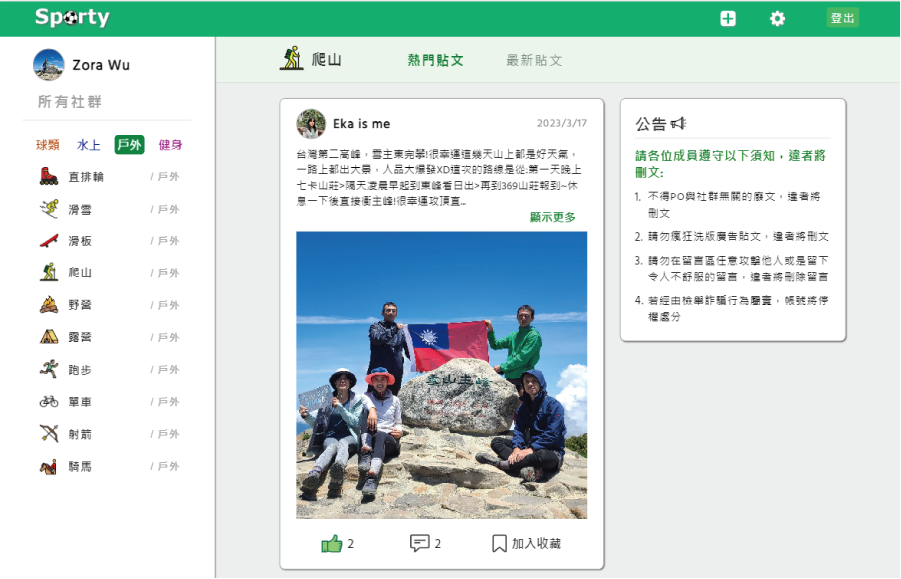 Sporty
登出
Zora Wu
所有社群
球類 水上 戶外 健身
直排輪 / 戶外
滑雪 / 戶外
滑板 / 戶外
爬山 / 戶外
野營 / 戶外
露營 / 戶外
跑步 / 戶外
單車 / 戶外
射箭 / 戶外
騎馬 / 戶外
爬山 熱門貼文 最新貼文
Eka is me 2023/3/17
台灣第二高峰，雪主東完攀!很幸運這幾天山上都是好天氣，
一路上都出大景，人品大爆發XD這次的路線是從:第一天晚上
七卡山莊>隔天凌晨早起到東峰看日出>再到369山莊報到~休
息一下後直接衝主峰!很幸運攻頂直...
顯示更多
雪山主峰
2 2 加入收藏
公告
請各位成員遵守以下須知，違者將
刪文:
1. 不得PO與社群無關的廢文，違者將
刪文
2. 請勿瘋狂洗版廣告貼文，違者將刪文
3. 請勿在留言區任意攻擊他人或是留下
令人不舒服的留言，違者將刪除留言
4. 若經由檢舉詐騙行為屬實，帳號將停
權處分